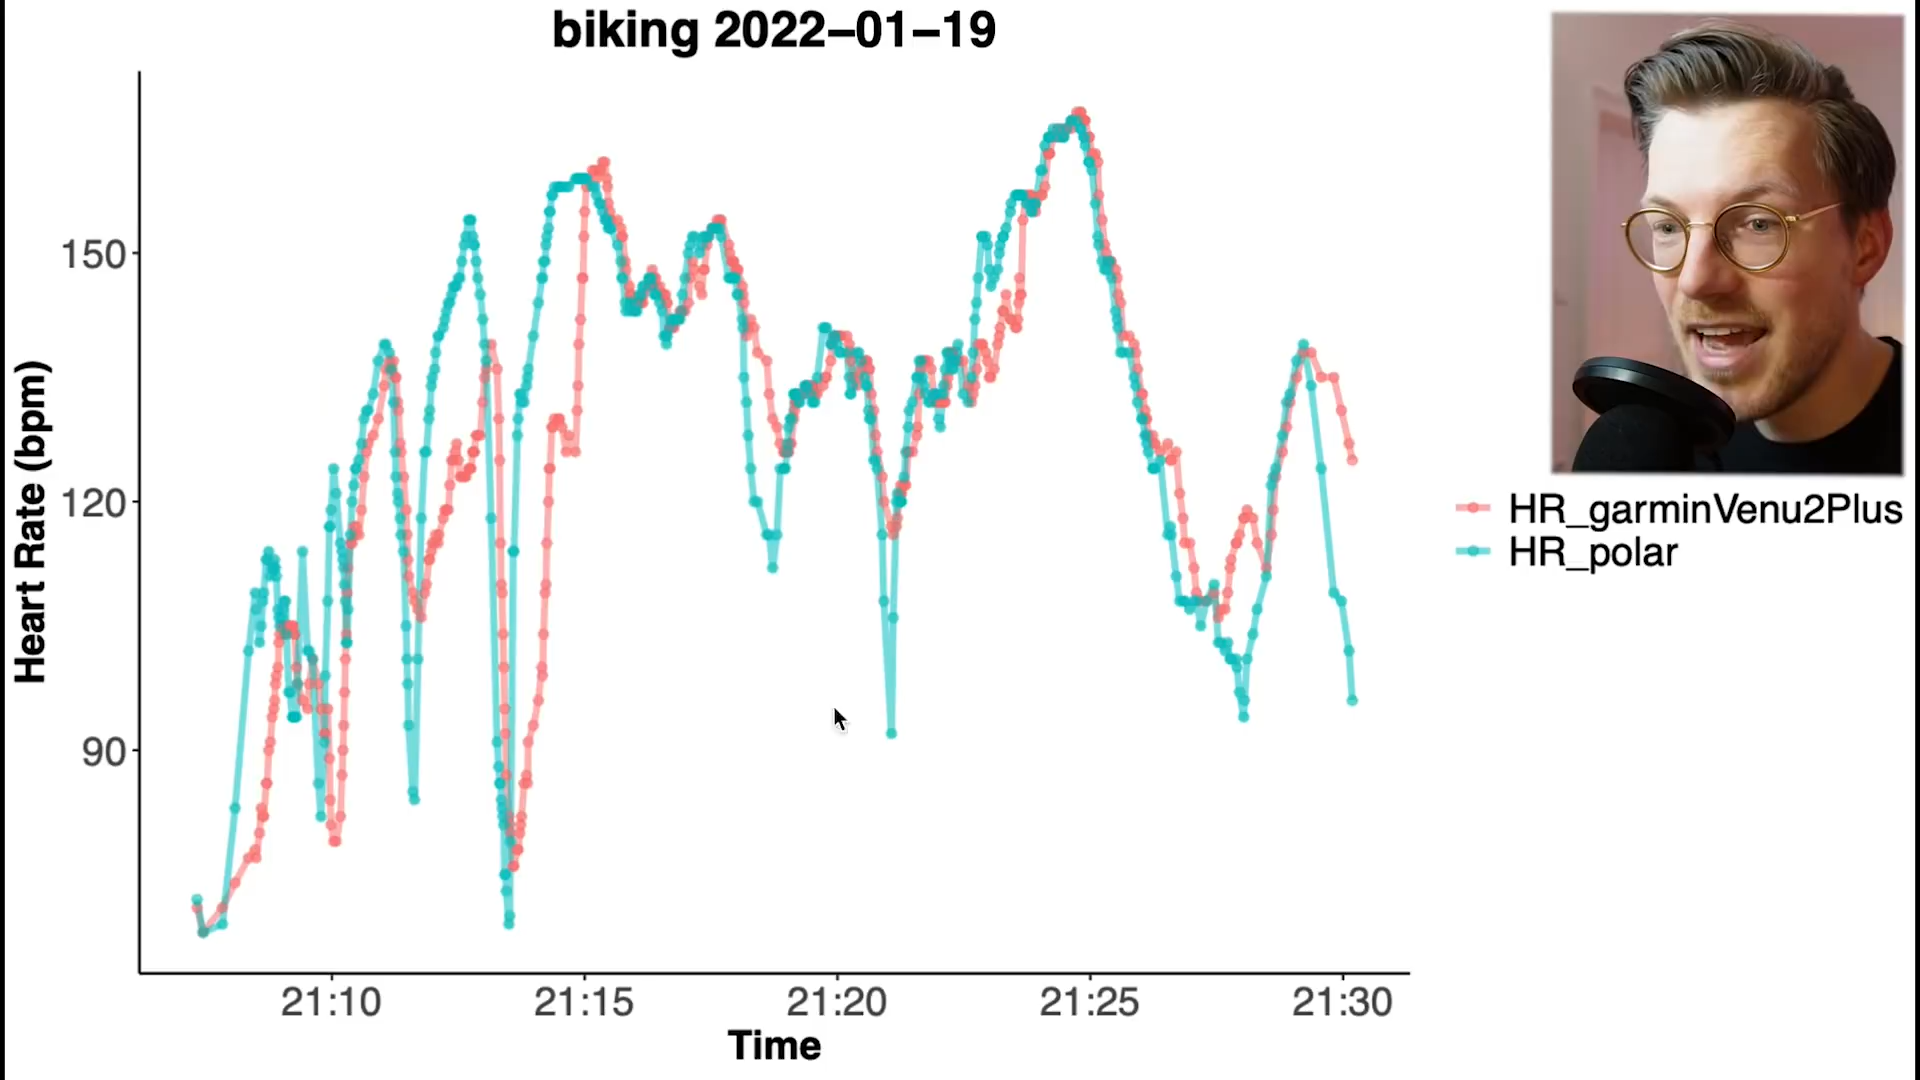 biking 2022–01–19
Heart Rate (bpm)
150
120
90
21:10
21:15
21:20
21:25
21:30
Time
HR_garminVenu2Plus
HR_polar